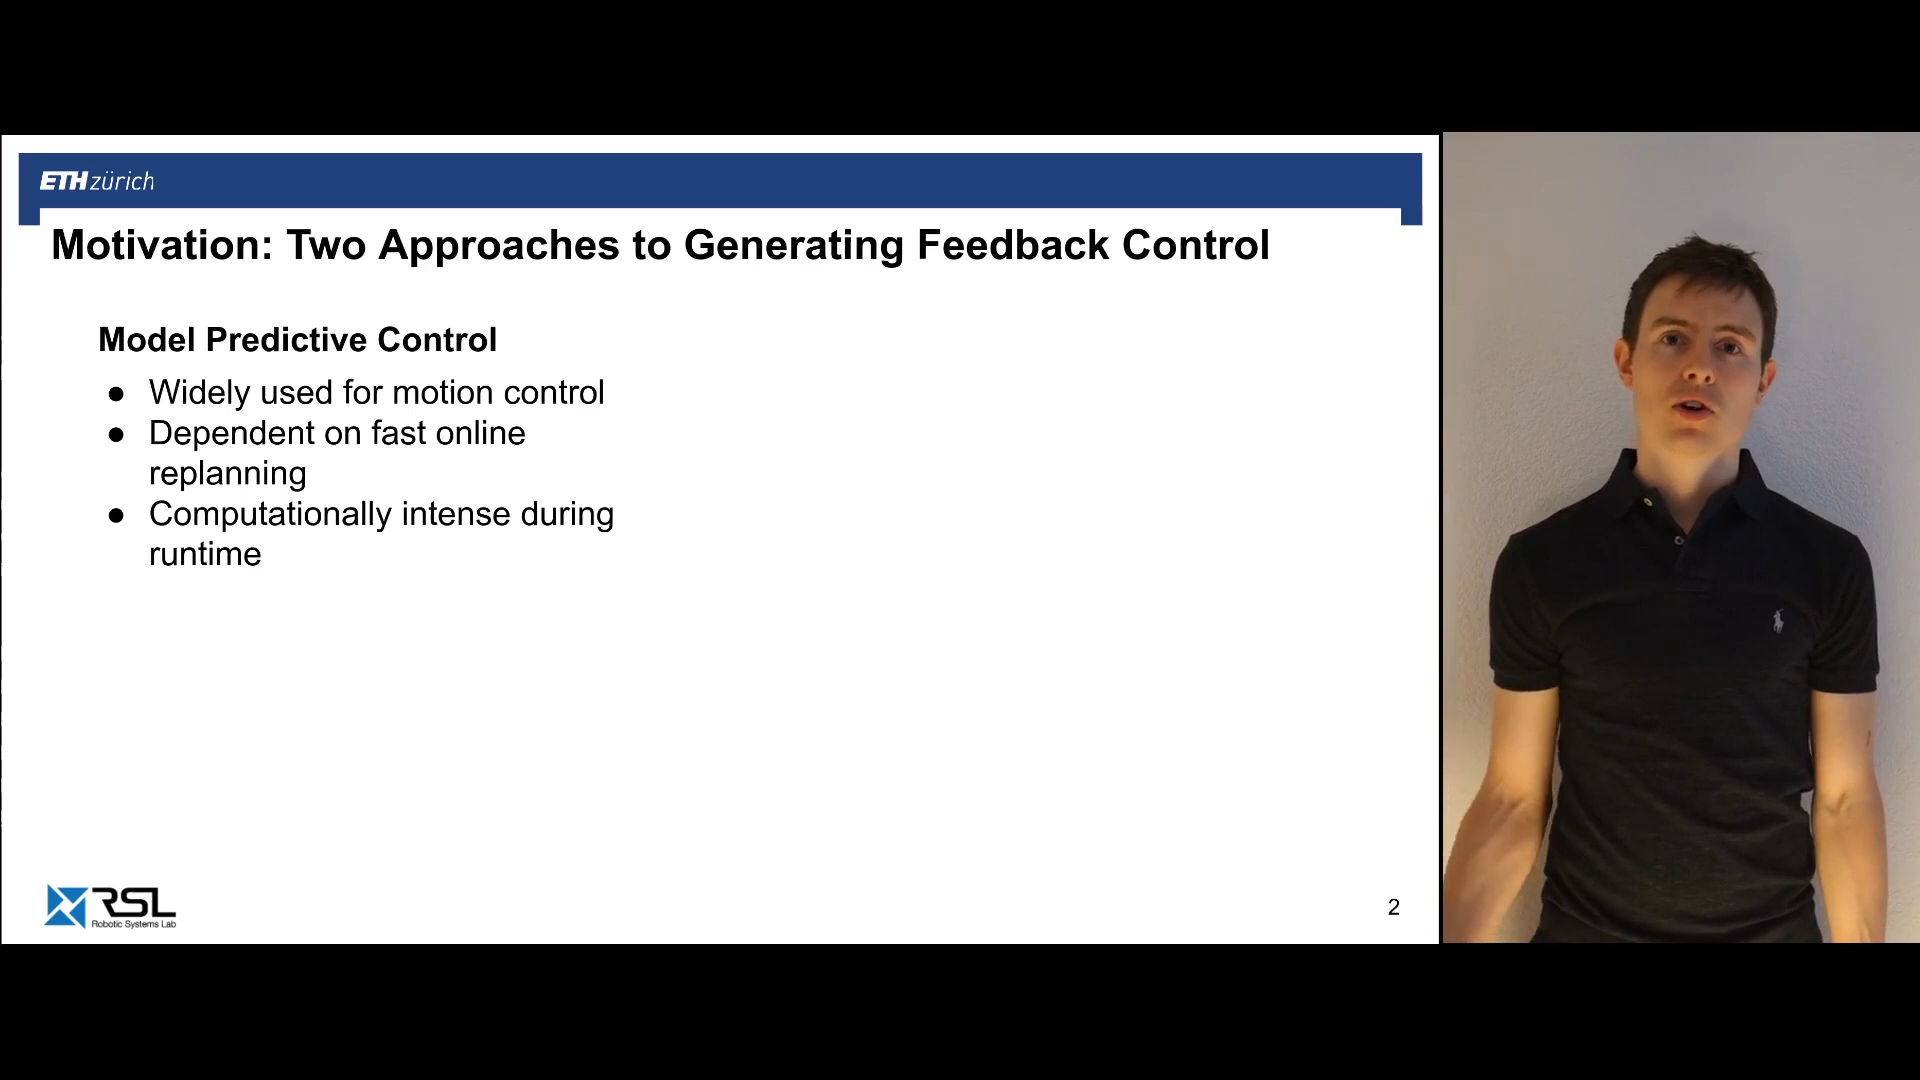 ETH zürich
Motivation: Two Approaches to Generating Feedback Control
Model Predictive Control
● Widely used for motion control
● Dependent on fast online
replanning
● Computationally intense during
runtime
RSL
Robotic Systems Lab
2